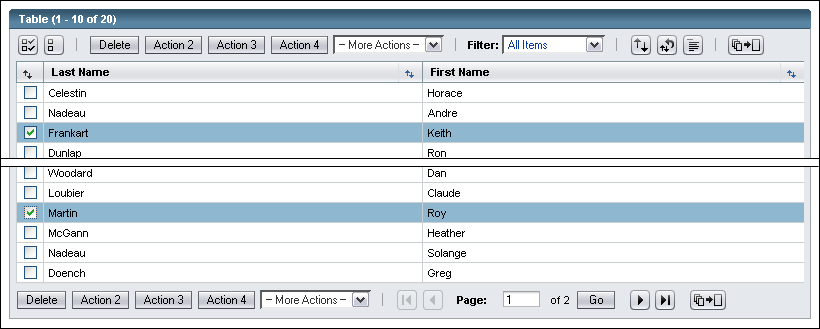 Table (1 - 10 of 20)
Delete Action 2 Action 3 Action 4 – More Actions – Filter: All Items
Last Name First Name
Celestin Horace
Nadeau Andre
Frankart Keith
Dunlap Ron
Woodard Dan
Loubier Claude
Martin Roy
McGann Heather
Nadeau Solange
Doench Greg
Delete Action 2 Action 3 Action 4 – More Actions – Page: 1 of 2 Go